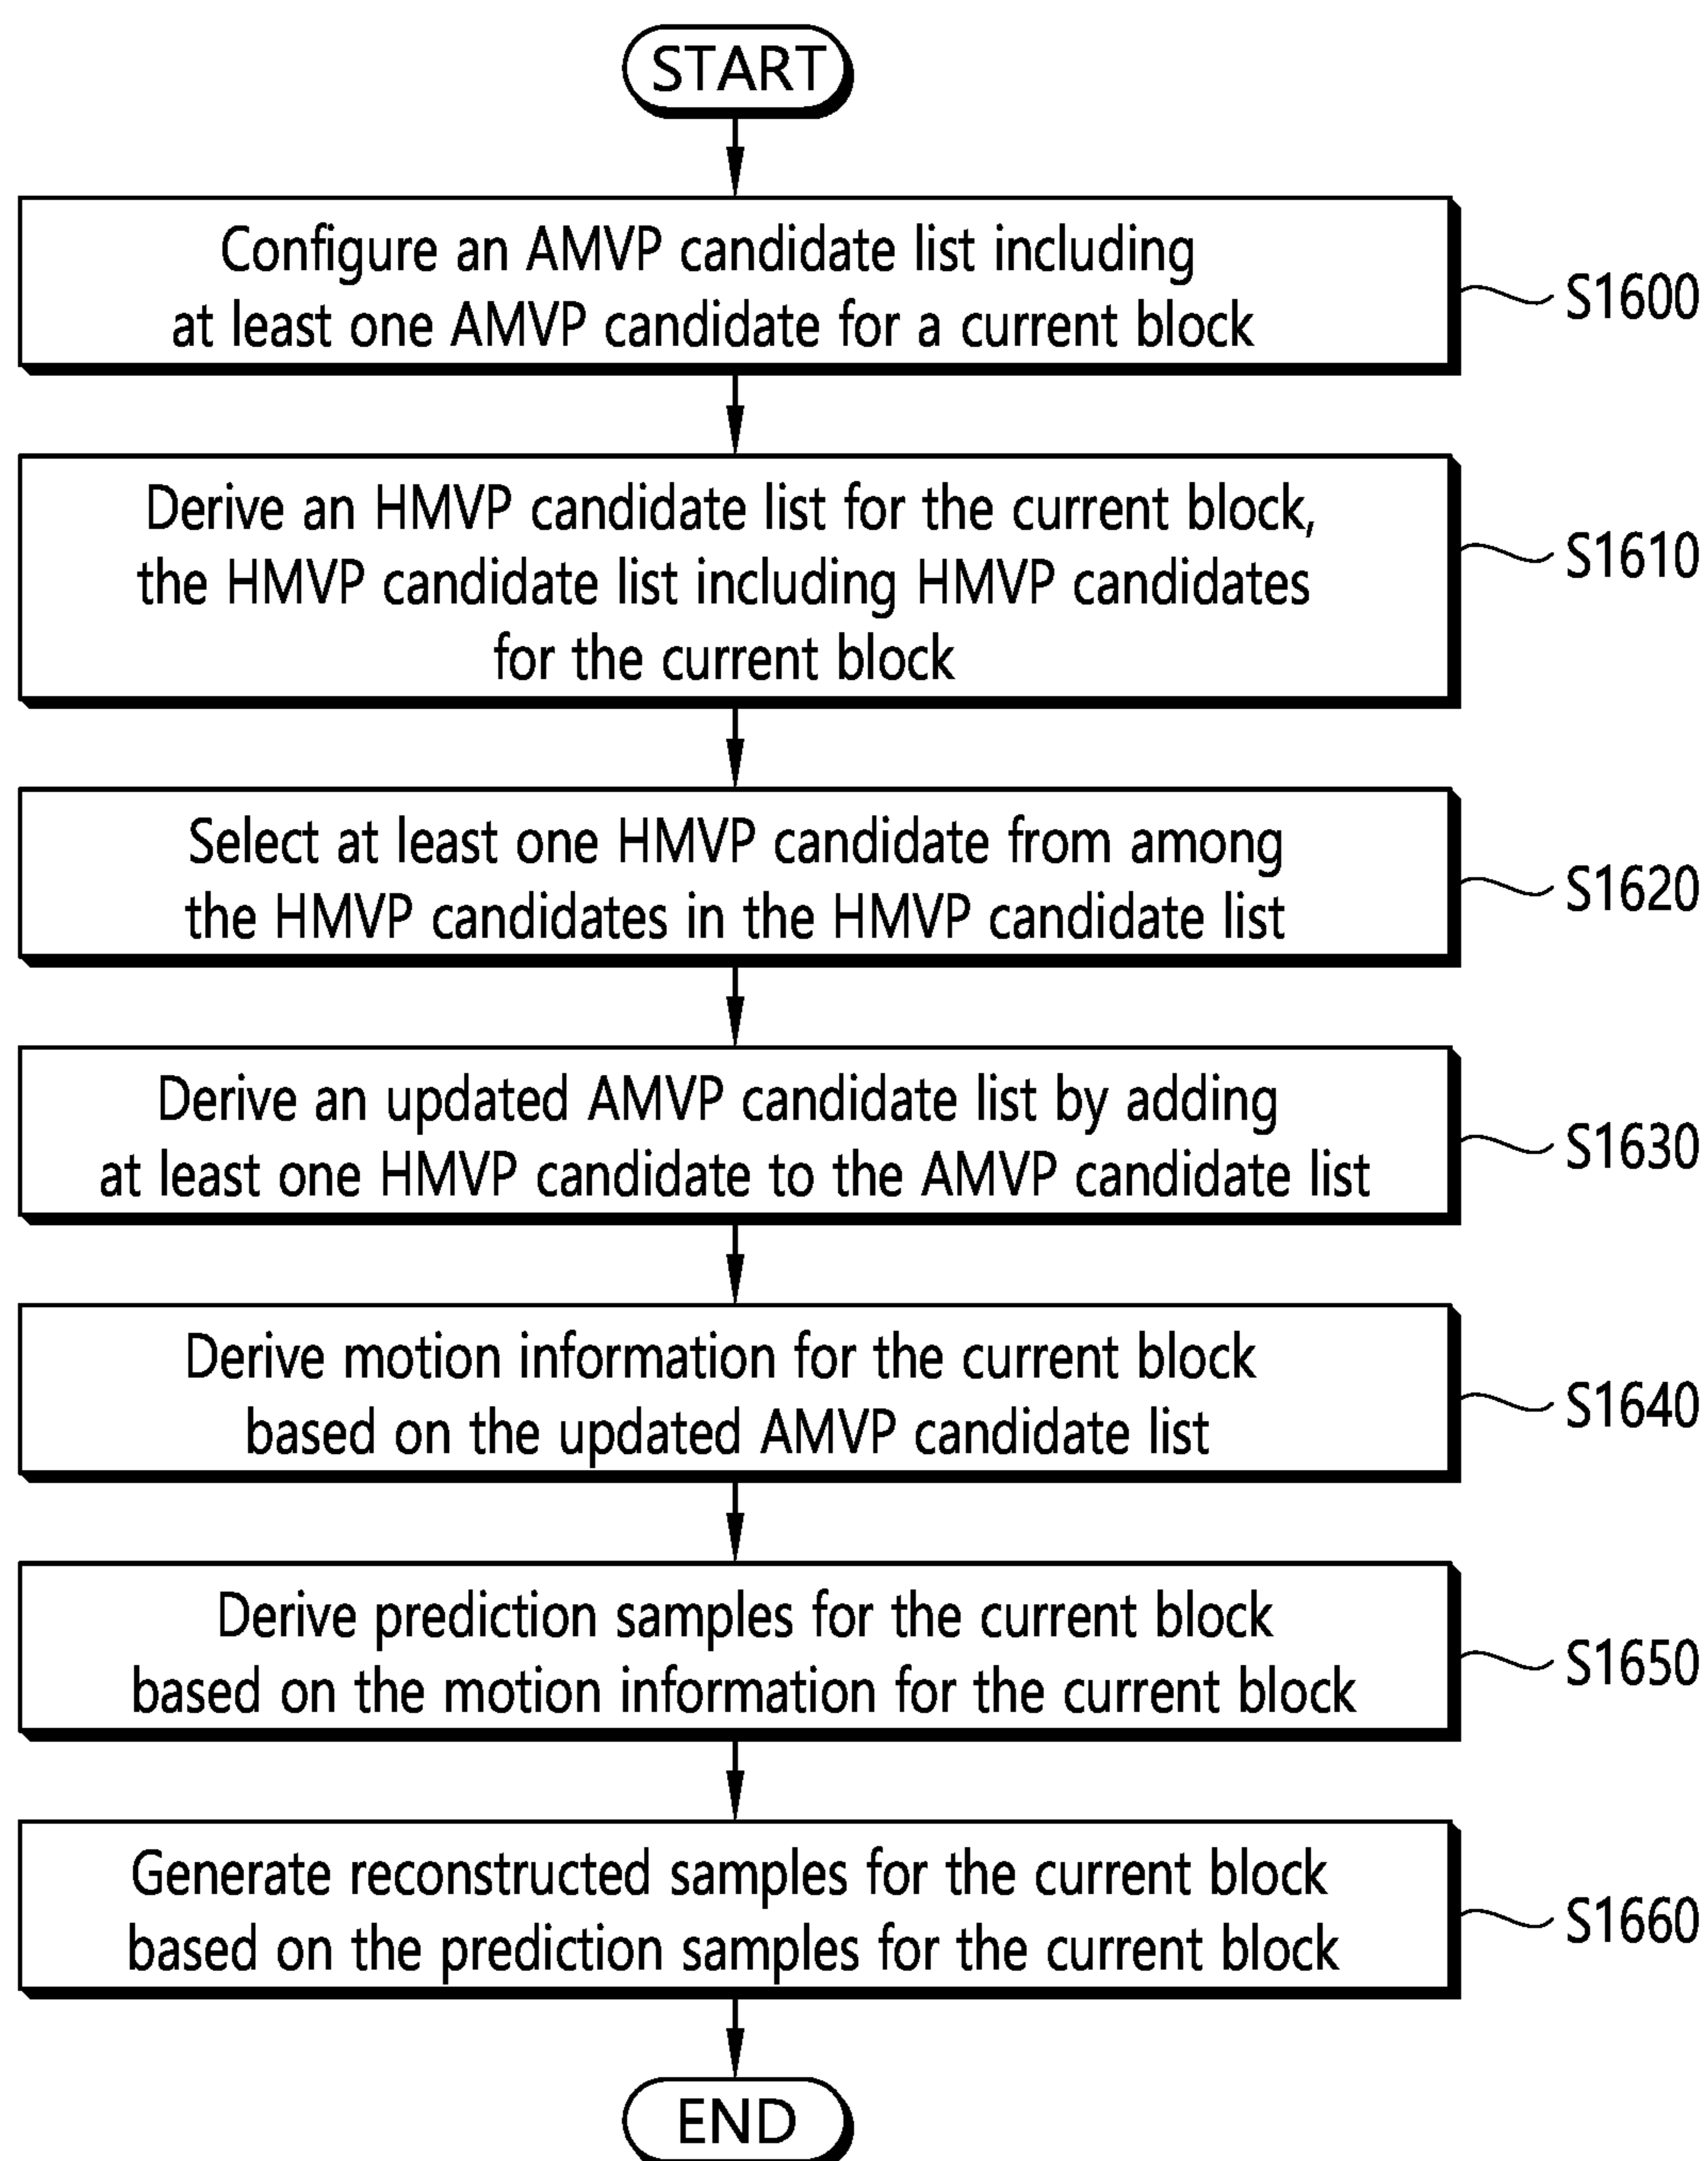 START
Configure an AMVP candidate list including
at least one AMVP candidate for a current block
S1600
Derive an HMVP candidate list for the current block,
the HMVP candidate list including HMVP candidates
for the current block
S1610
Select at least one HMVP candidate from among
the HMVP candidates in the HMVP candidate list
S1620
Derive an updated AMVP candidate list by adding
at least one HMVP candidate to the AMVP candidate list
S1630
Derive motion information for the current block
based on the updated AMVP candidate list
S1640
Derive prediction samples for the current block
based on the motion information for the current block
S1650
Generate reconstructed samples for the current block
based on the prediction samples for the current block
S1660
END